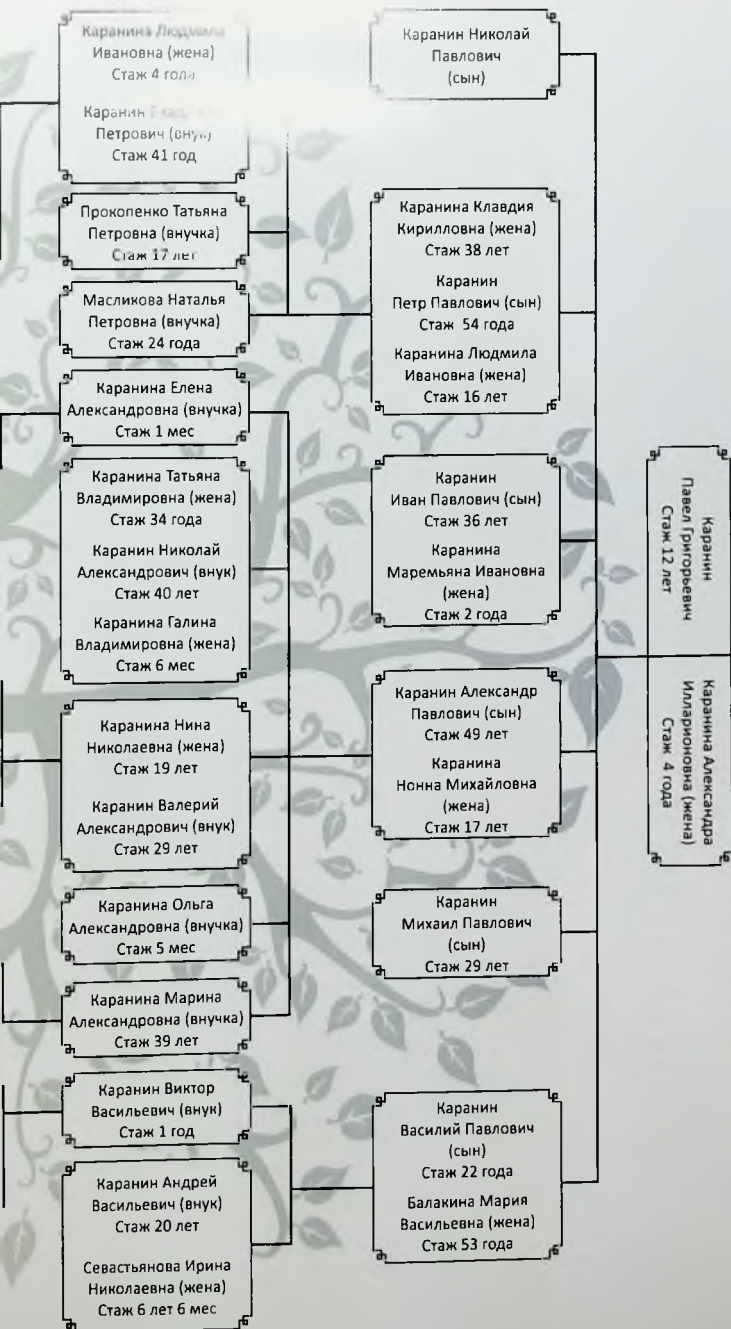 Каранина Людмила
Ивановна (жена)
Стаж 4 года
Каранин
Петрович (внук)
Стаж 41 год
Прокопенко Татьяна
Петровна (внучка)
Стаж 17 лет
Масликова Наталья
Петровна (внучка)
Стаж 24 года
Каранина Елена
Александровна (внучка)
Стаж 1 мес
Каранина Татьяна
Владимировна (жена)
Стаж 34 года
Каранин Николай
Александрович (внук)
Стаж 40 лет
Каранина Галина
Владимировна (жена)
Стаж 6 мес
Каранина Нина
Николаевна (жена)
Стаж 19 лет
Каранин Валерий
Александрович (внук)
Стаж 29 лет
Каранина Ольга
Александровна (внучка)
Стаж 5 мес
Каранина Марина
Александровна (внучка)
Стаж 39 лет
Каранин Виктор
Васильевич (внук)
Стаж 1 год
Каранин Андрей
Васильевич (внук)
Стаж 20 лет
Севастьянова Ирина
Николаевна (жена)
Стаж 6 лет 6 мес
Каранин Николай
Павлович
(сын)
Каранина Клавдия
Кирилловна (жена)
Стаж 38 лет
Каранин
Петр Павлович (сын)
Стаж 54 года
Каранина Людмила
Ивановна (жена)
Стаж 16 лет
Каранин
Иван Павлович (сын)
Стаж 36 лет
Каранина
Маремьяна Ивановна
(жена)
Стаж 2 года
Каранин Александр
Павлович (сын)
Стаж 49 лет
Каранина
Нонна Михайловна
(жена)
Стаж 17 лет
Каранин
Михаил Павлович
(сын)
Стаж 29 лет
Каранин
Василий Павлович
(сын)
Стаж 22 года
Балакина Мария
Васильевна (жена)
Стаж 53 года
Каранин
Павел Григорьевич
Стаж 12 лет
Каранина Александра
Илларионовна (жена)
Стаж 4 года